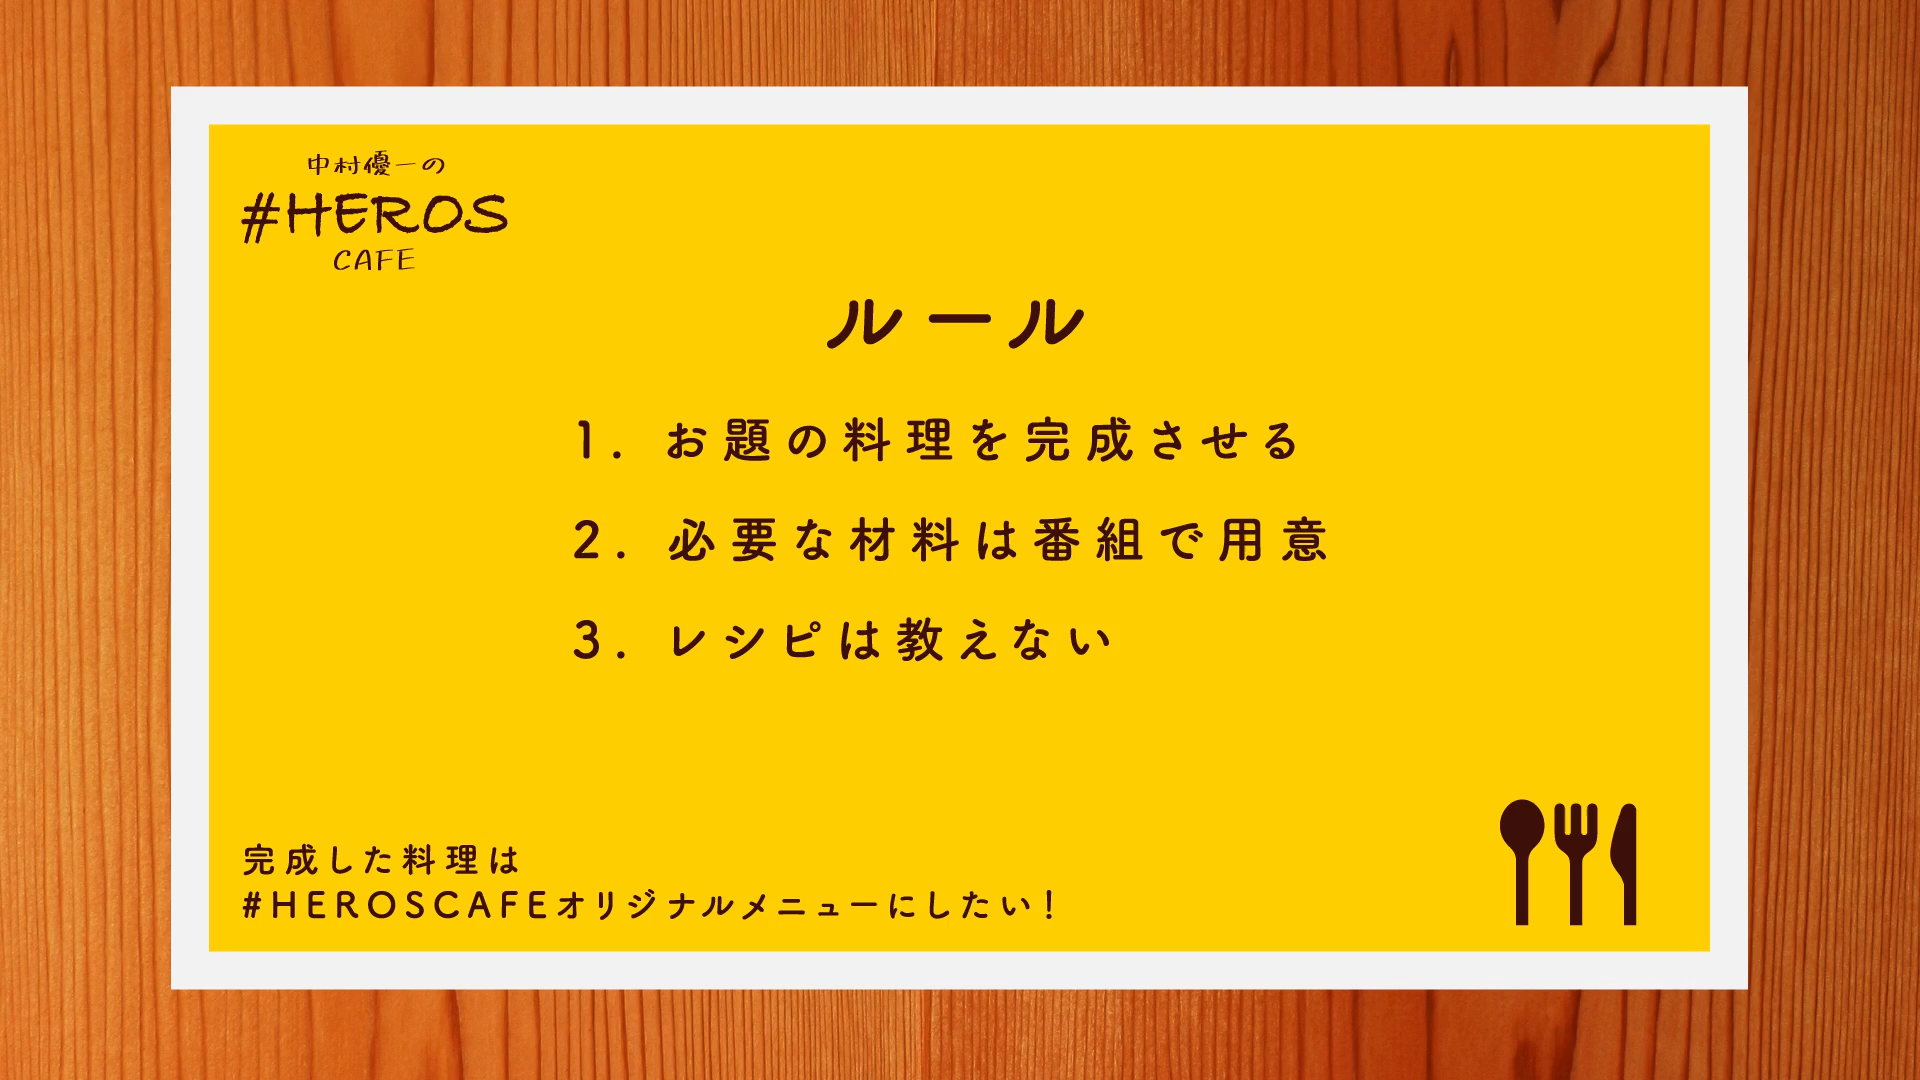 中村優一の
#HEROS
CAFE
ルール
1. お題の料理を完成させる
2. 必要な材料は番組で用意
3. レシピは教えない
完成した料理は
#HEROSCAFEオリジナルメニューにしたい!